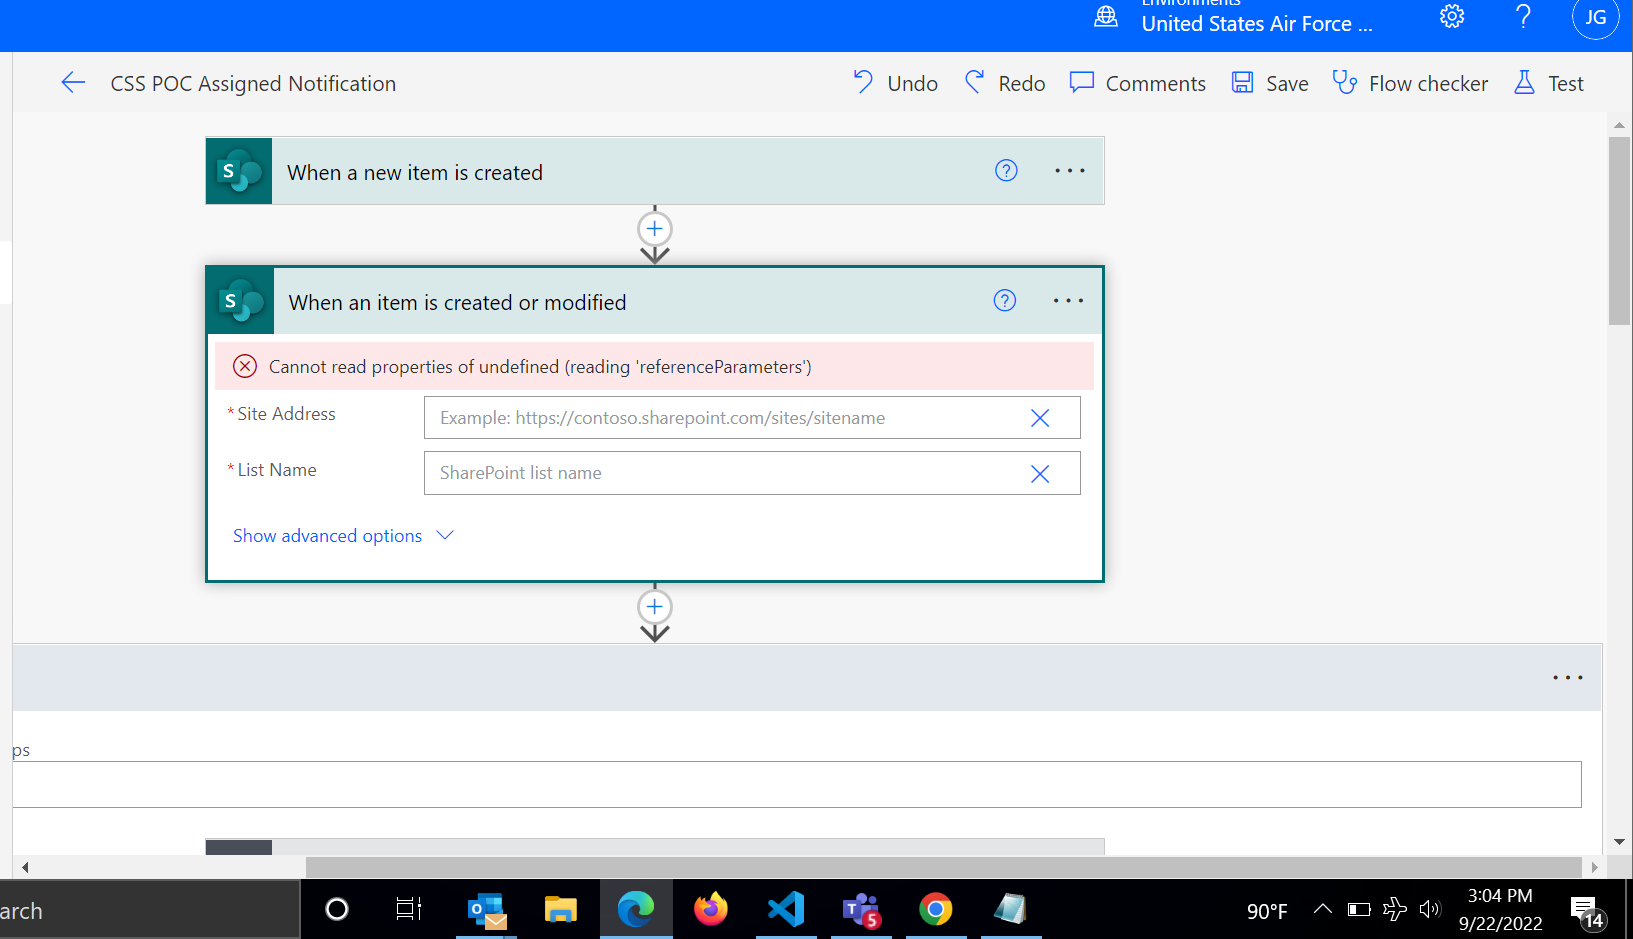 United States Air Force ...
JG
CSS POC Assigned Notification
Undo
Redo
Comments
Save
Flow checker
Test
S
When a new item is created
?
S
When an item is created or modified
?
Cannot read properties of undefined (reading 'referenceParameters')
* Site Address
Example: https://contoso.sharepoint.com/sites/sitename
* List Name
SharePoint list name
Show advanced options
ps
arch
90°F
3:04 PM
9/22/2022
5
14